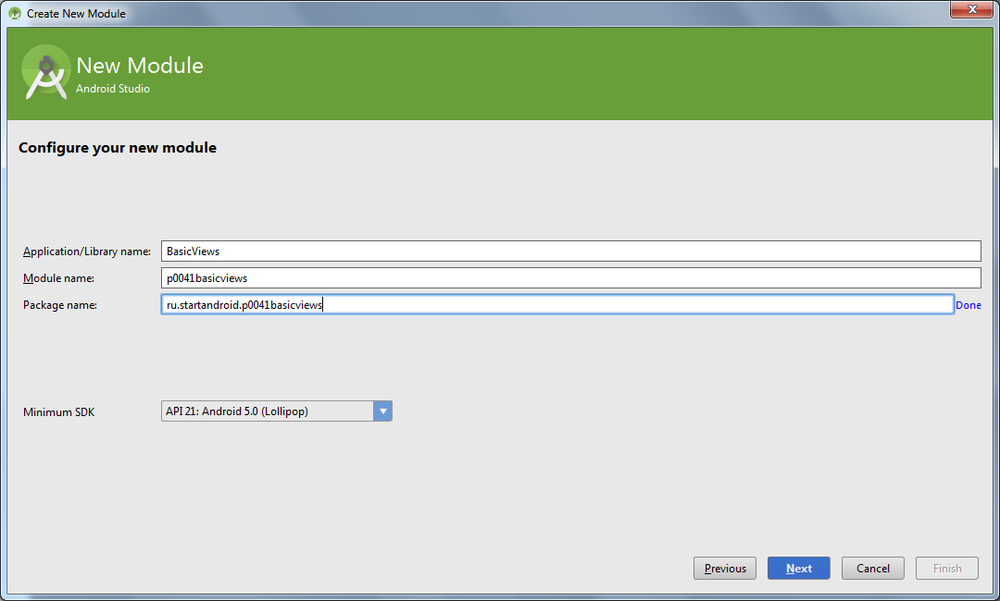 Create New Module
New Module
Android Studio
Configure your new module
Application/Library name: BasicViews
Module name: p0041basicviews
Package name: ru.startandroid.p0041basicviews Done
Minimum SDK API 21: Android 5.0 (Lollipop)
Previous Next Cancel Finish